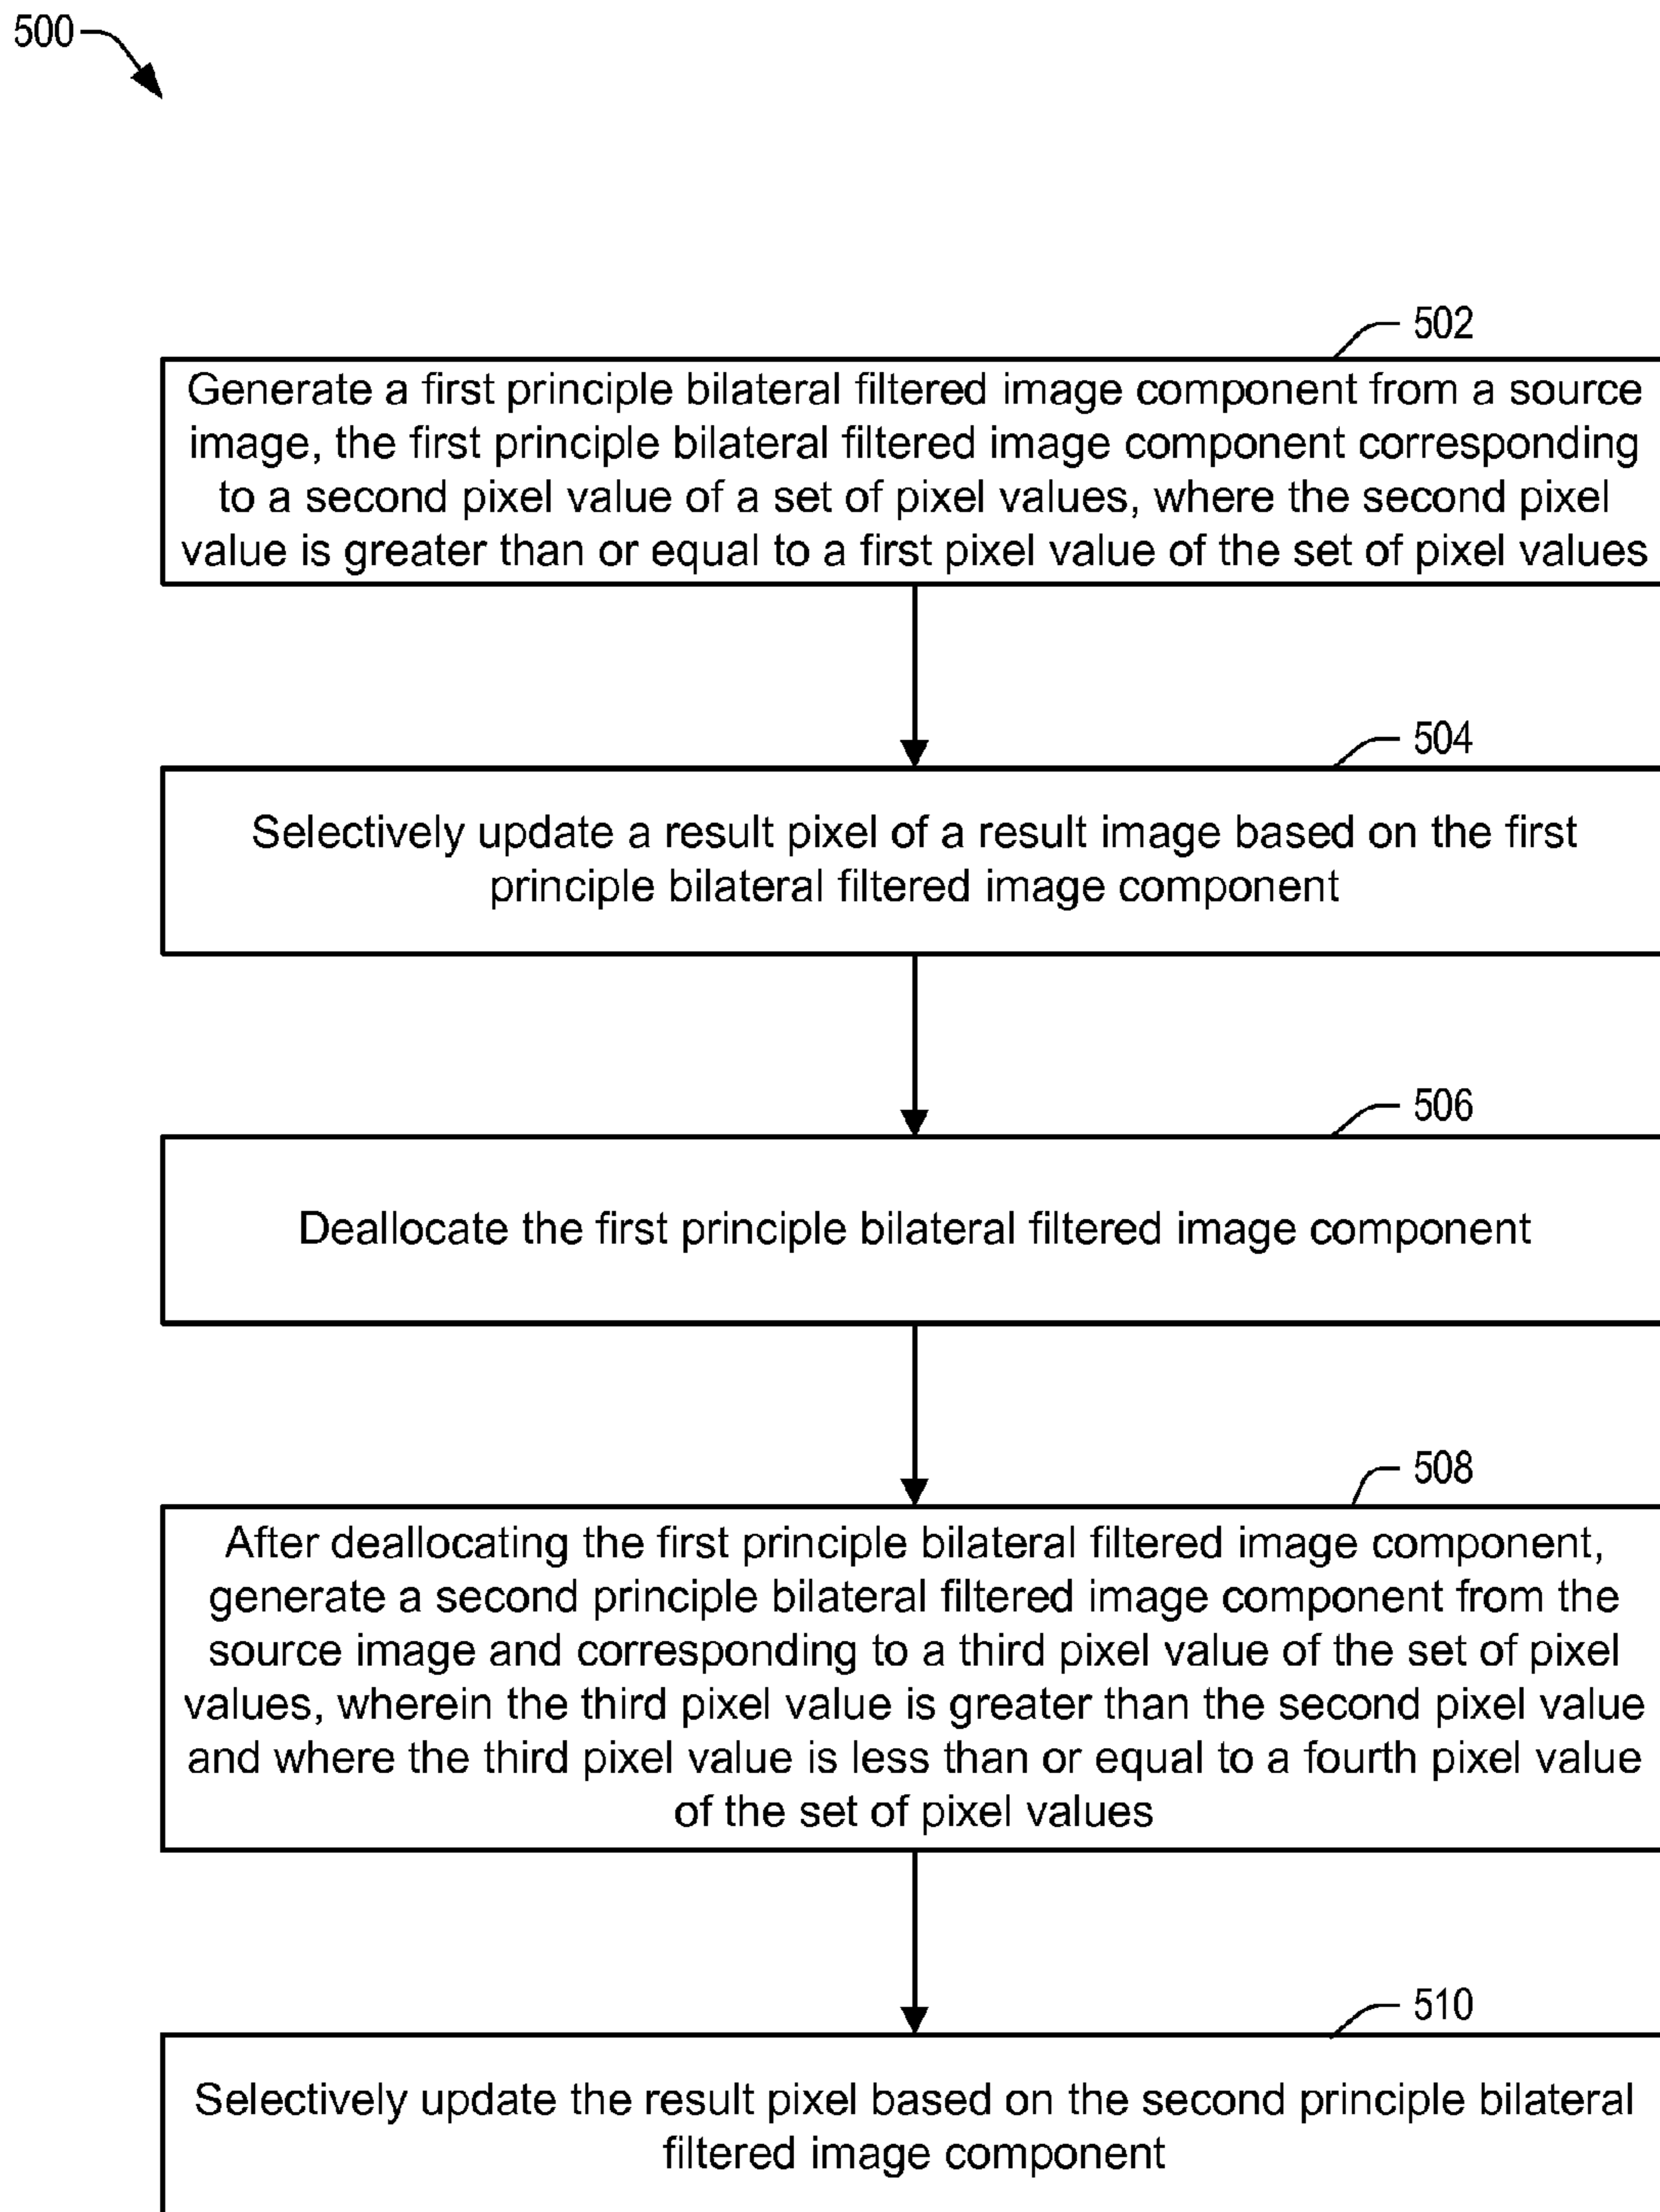 500
502
Generate a first principle bilateral filtered image component from a source
image, the first principle bilateral filtered image component corresponding
to a second pixel value of a set of pixel values, where the second pixel
value is greater than or equal to a first pixel value of the set of pixel values
504
Selectively update a result pixel of a result image based on the first
principle bilateral filtered image component
506
Deallocate the first principle bilateral filtered image component
508
After deallocating the first principle bilateral filtered image component,
generate a second principle bilateral filtered image component from the
source image and corresponding to a third pixel value of the set of pixel
values, wherein the third pixel value is greater than the second pixel value
and where the third pixel value is less than or equal to a fourth pixel value
of the set of pixel values
510
Selectively update the result pixel based on the second principle bilateral
filtered image component